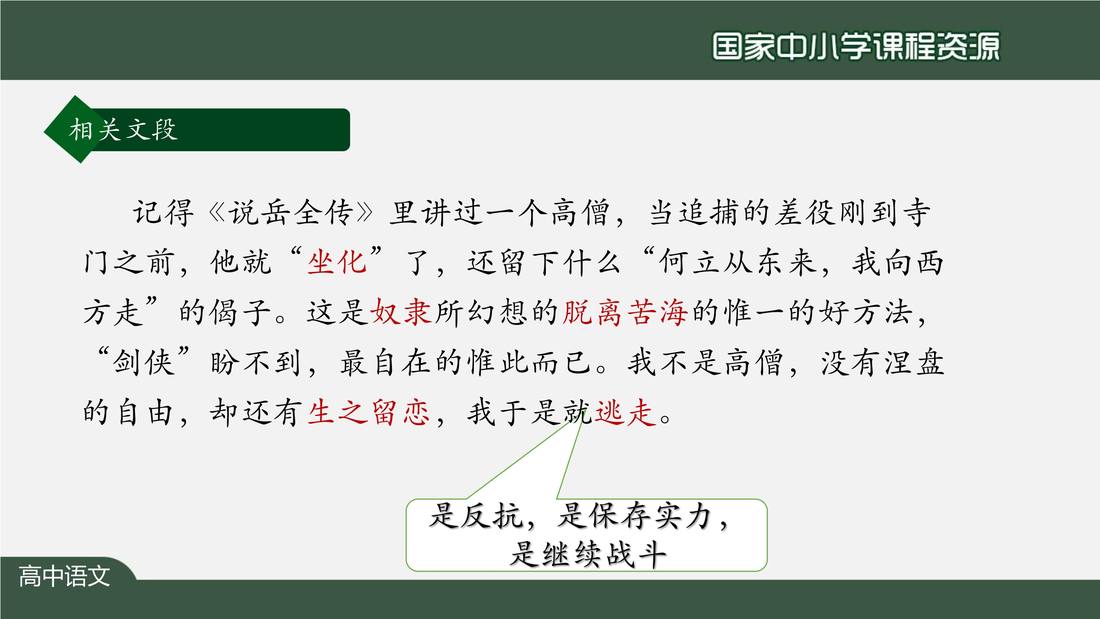 国家中小学课程资源
相关文段
记得《说岳全传》里讲过一个高僧，当追捕的差役刚到寺
门之前，他就“坐化”了，还留下什么“何立从东来，我向西
方走”的偈子。这是奴隶所幻想的脱离苦海的惟一的好方法，
“剑侠”盼不到，最自在的惟此而已。我不是高僧，没有涅盘
的自由，却还有生之留恋，我于是就逃走。
是反抗，是保存实力，
是继续战斗
高中语文